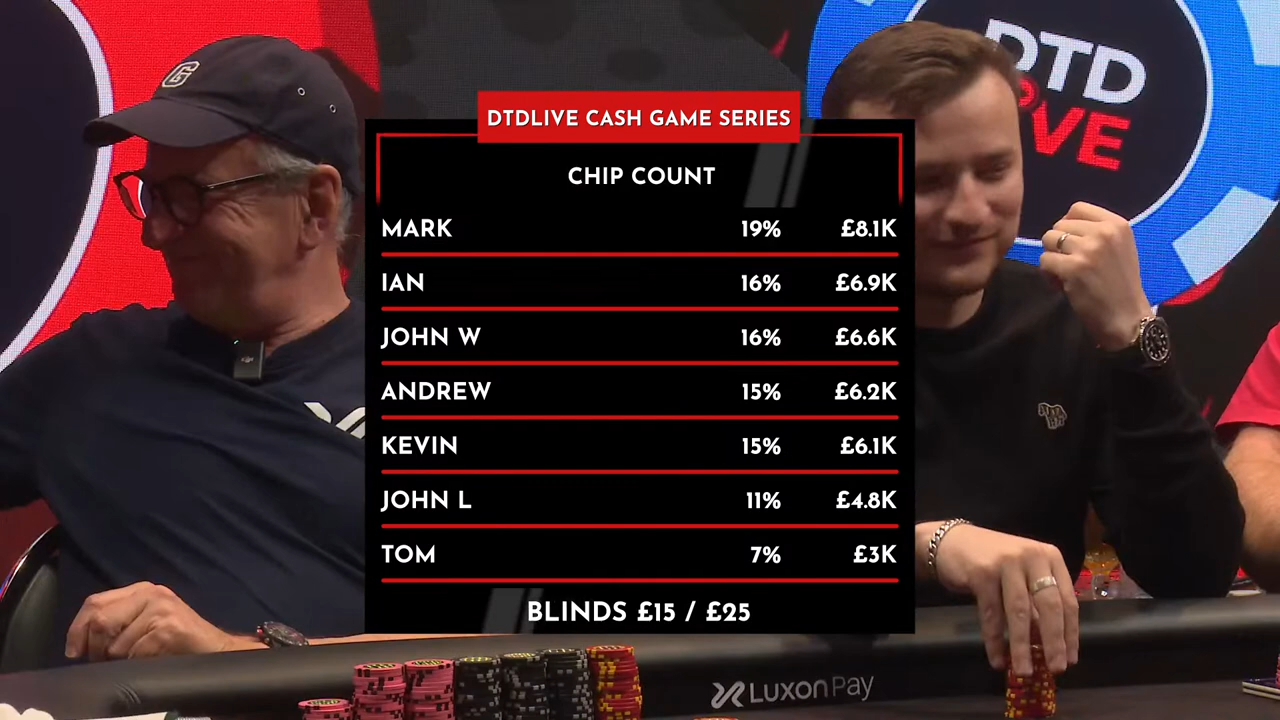 G
DTD
DTDLIVE CASH GAME SERIES
CHIP COUNT
MARK 19% £8.1K
IAN 16% £6.9K
JOHN W 16% £6.6K
ANDREW 15% £6.2K
KEVIN 15% £6.1K
JOHN L 11% £4.8K
TOM 7% £3K
BLINDS £15 / £25
LuxonPay